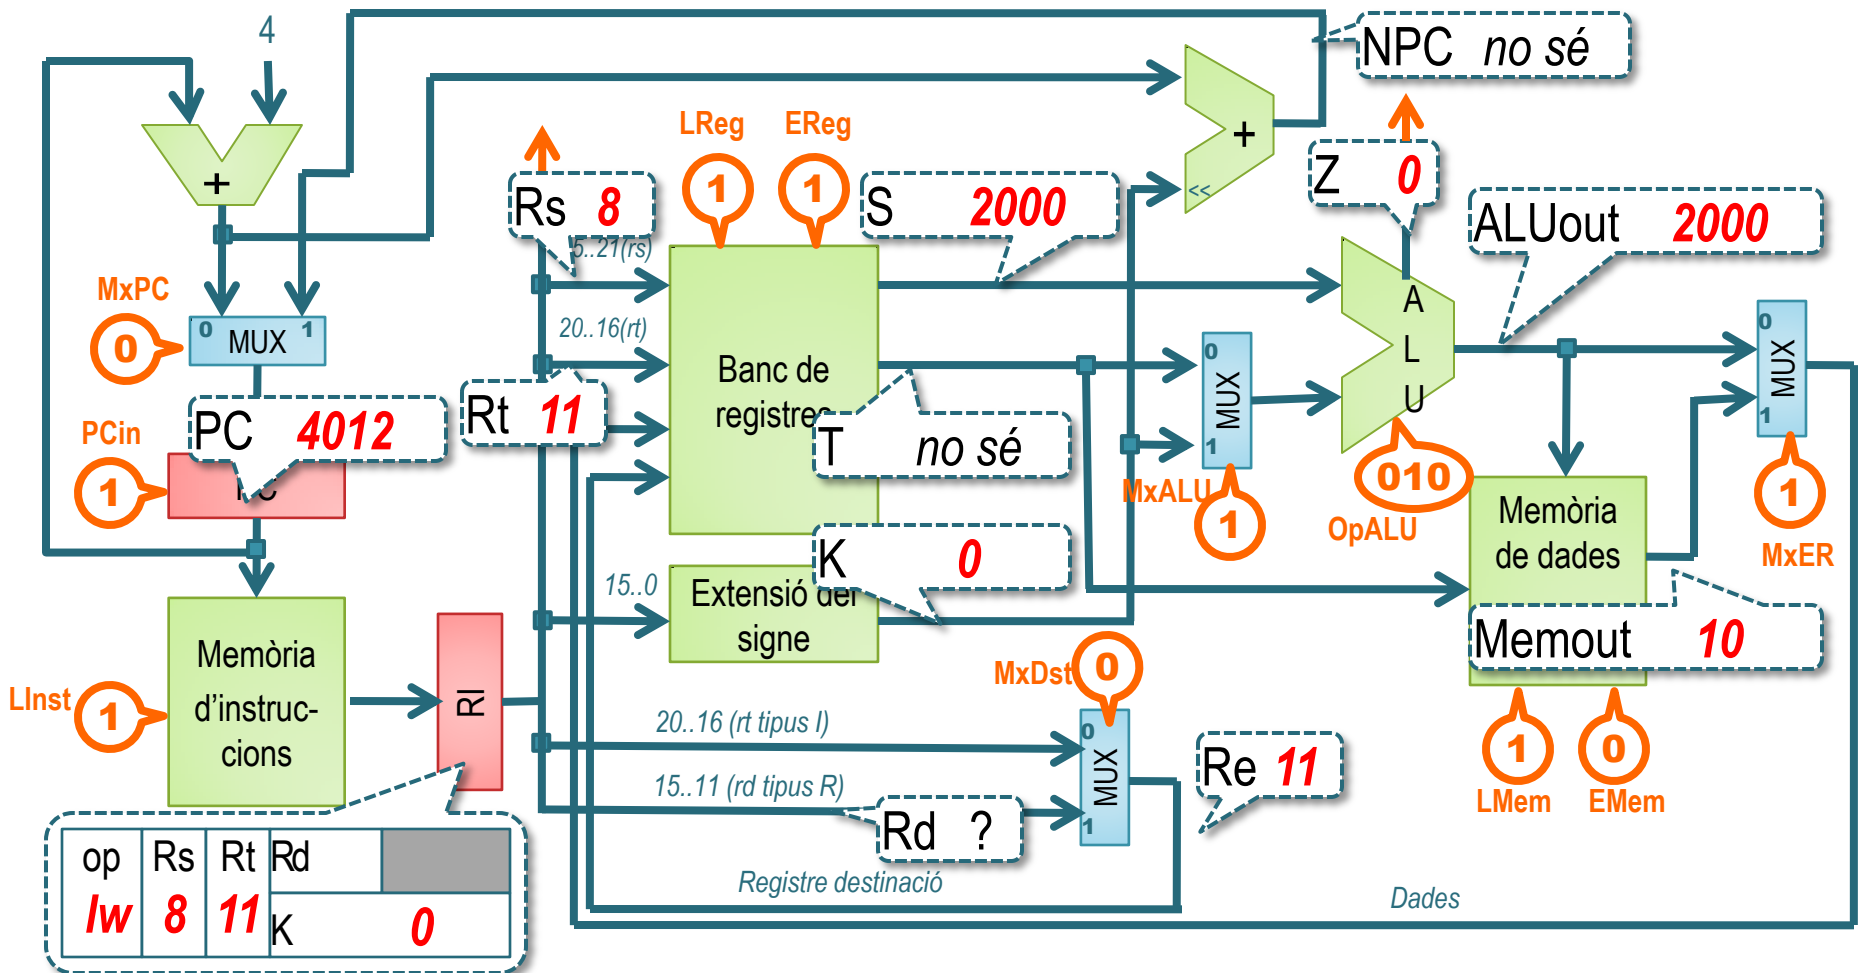 4
NPC no sé
+
+
<<
LReg
EReg
1
1
Rs 8
5..21(rs)
S 2000
Z 0
ALUout 2000
MxPC
0
0 MUX 1
20..16(rt)
Banc de
registres
Rt 11
T no sé
0
MUX
1
MxALU
1
A
L
U
010
OpALU
0
MUX
1
1
MxER
PCin
1
PC 4012
K 0
15..0
Extensió del
signe
Memòria
de dades
Memout 10
1
LMem
0
EMem
LInst
1
Memòria
d'instruc-
cions
RI
MxDst
0
20..16 (rt tipus I)
0
MUX
1
15..11 (rd tipus R)
Rd ?
Re 11
Registre destinació
Dades
op Rs Rt Rd
lw 8 11
K 0